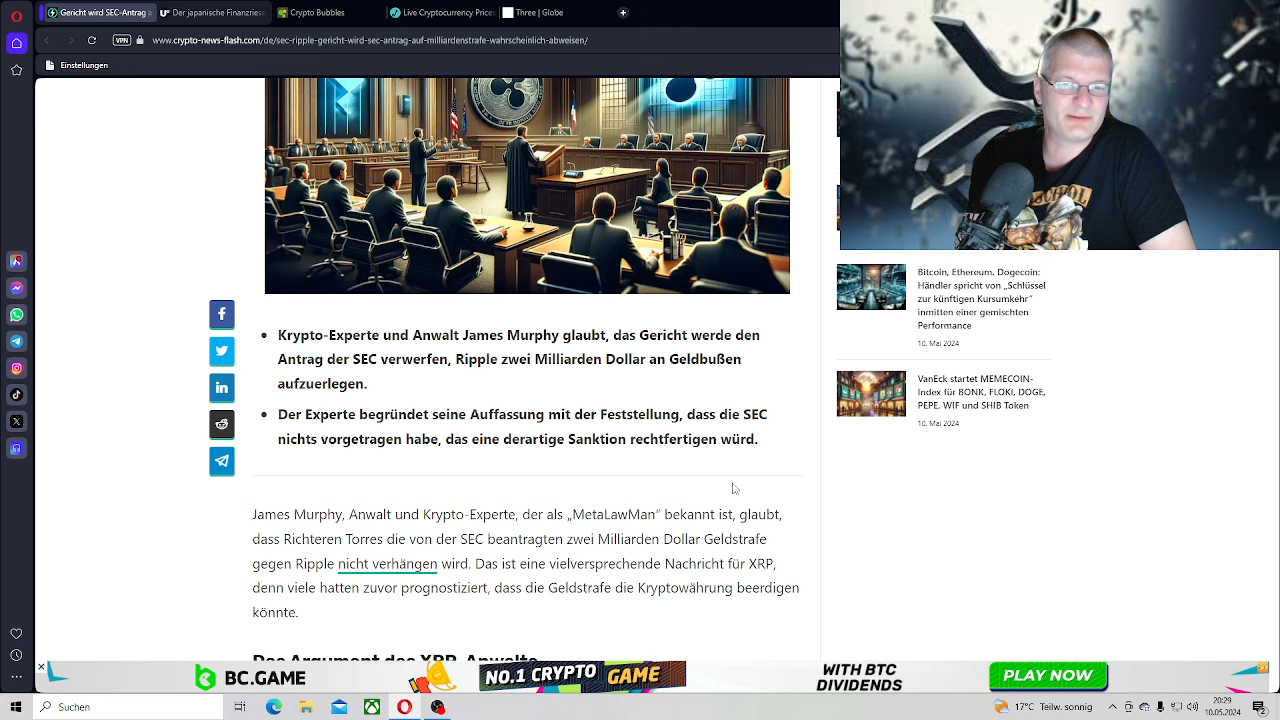 Gericht wird SEC-Antrag
Der japanische Finanzries
Crypto Bubbles
Live Cryptocurrency Price
Three | Globe
VPN
www.crypto-news-flash.com/de/sec-ripple-gericht-wird-sec-antrag-auf-milliardenstrafe-wahrscheinlich-abweisen/
Einstellungen
Krypto-Experte und Anwalt James Murphy glaubt, das Gericht werde den
Antrag der SEC verwerfen, Ripple zwei Milliarden Dollar an Geldbußen
aufzuerlegen.
Der Experte begründet seine Auffassung mit der Feststellung, dass die SEC
nichts vorgetragen habe, das eine derartige Sanktion rechtfertigen würd.
James Murphy, Anwalt und Krypto-Experte, der als „MetaLawMan“ bekannt ist, glaubt,
dass Richteren Torres die von der SEC beantragten zwei Milliarden Dollar Geldstrafe
gegen Ripple nicht verhängen wird. Das ist eine vielversprechende Nachricht für XRP,
denn viele hatten zuvor prognostiziert, dass die Geldstrafe die Kryptowährung beerdigen
könnte.
Das Argument des XRP-Anwalts
Bitcoin, Ethereum, Dogecoin:
Händler spricht von „Schlüssel
zur künftigen Kursumkehr“
inmitten einer gemischten
Performance
10. Mai 2024
VanEck startet MEMECOIN-
Index für BONK, FLOKI, DOGE,
PEPE, WIF und SHIB Token
10. Mai 2024
BC.GAME
NO.1 CRYPTO GAME
WITH BTC
DIVIDENDS
PLAY NOW
Suchen
17°C Teilw. sonnig
20:29
10.05.2024